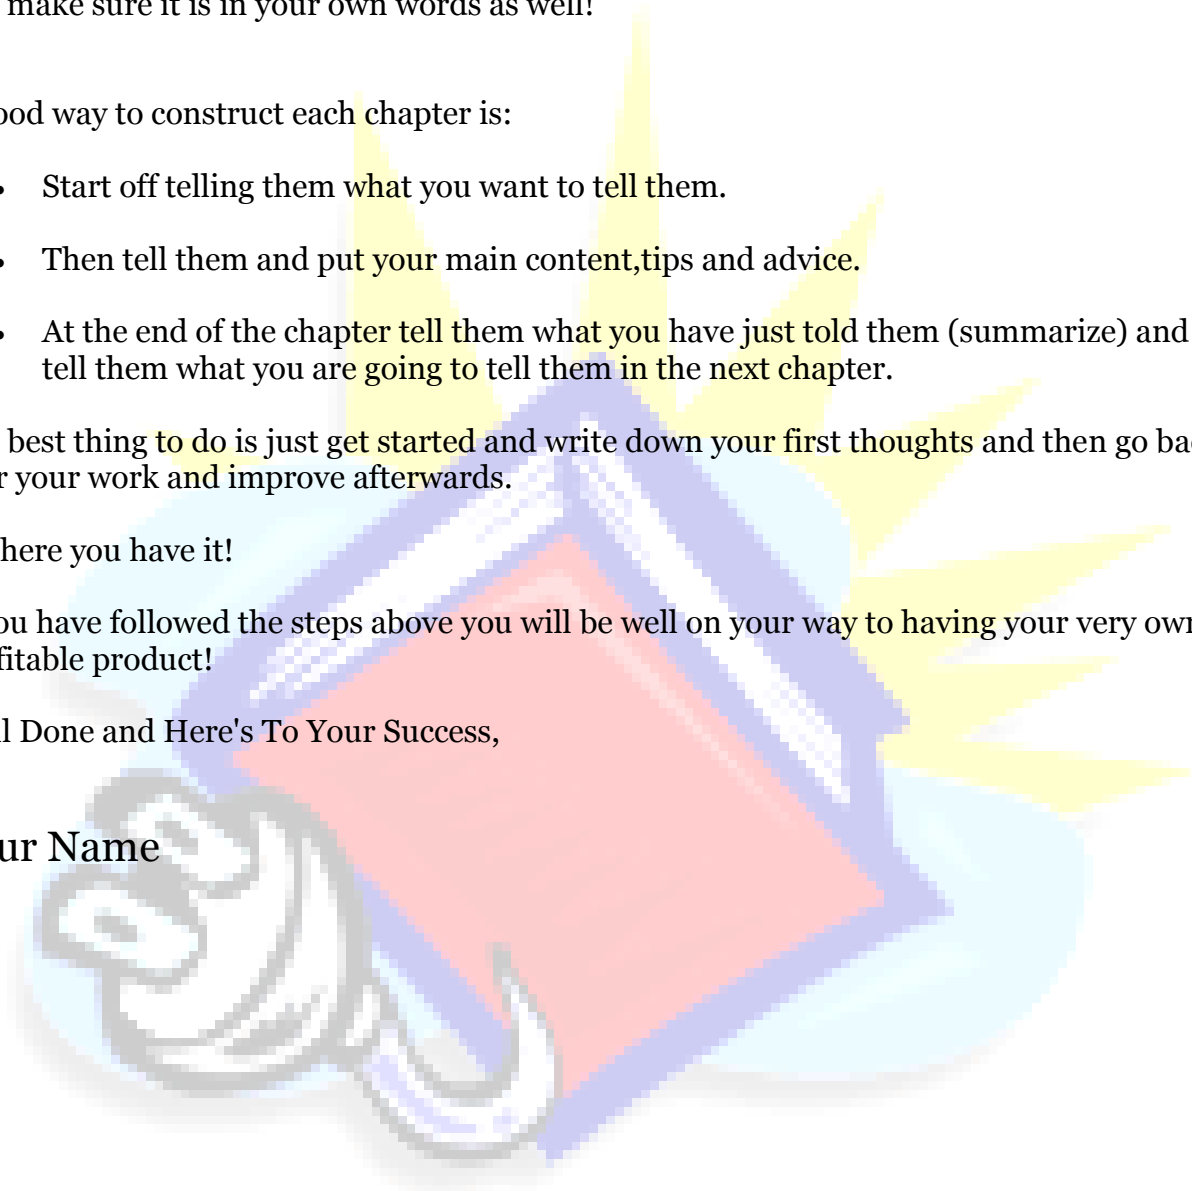 make sure it is in your own words as well!
ood way to construct each chapter is:
• Start off telling them what you want to tell them.
• Then tell them and put your main content,tips and advice.
• At the end of the chapter tell them what you have just told them (summarize) and
tell them what you are going to tell them in the next chapter.
best thing to do is just get started and write down your first thoughts and then go ba
r your work and improve afterwards.
here you have it!
ou have followed the steps above you will be well on your way to having your very own
fitable product!
l Done and Here's To Your Success,
ur Name